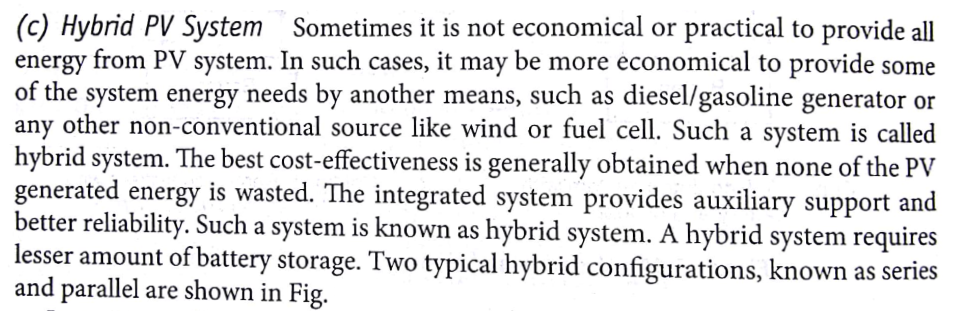 (c) Hybrid PV System Sometimes it is not economical or practical to provide all
energy from PV system. In such cases, it may be more economical to provide some
of the system energy needs by another means, such as diesel/gasoline generator or
any other non-conventional source like wind or fuel cell. Such a system is called
hybrid system. The best cost-effectiveness is generally obtained when none of the PV
generated energy is wasted. The integrated system provides auxiliary support and
better reliability. Such a system is known as hybrid system. A hybrid system requires
lesser amount of battery storage. Two typical hybrid configurations, known as series
and parallel are shown in Fig.